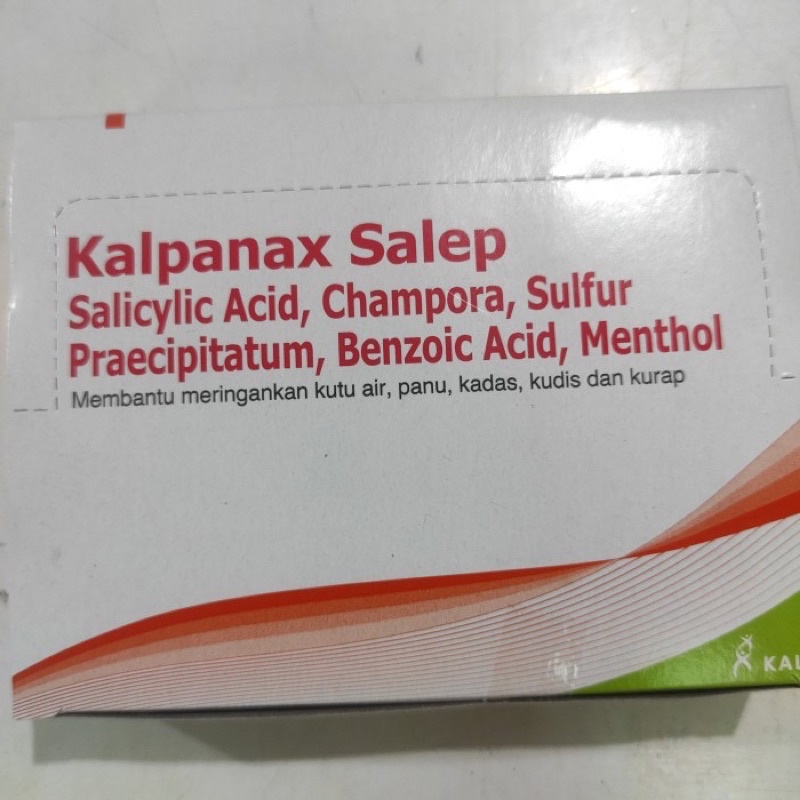 Kalpanax Salep
Salicylic Acid, Champora, Sulfur
Praecipitatum, Benzoic Acid, Menthol
Membantu meringankan kutu air, panu, kadas, kudis dan kurap